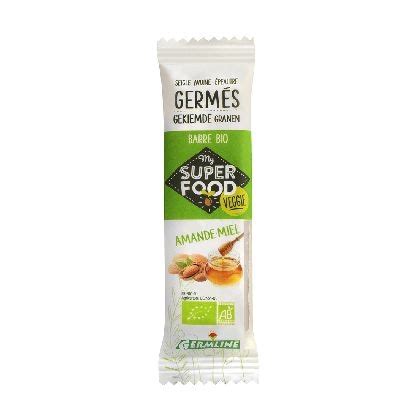 SEIGLE AVOINE - ÉPEAUTRE
GERMÉS
GEKIEMDE GRANEN
BARRE BIO
My
SUPER
FOOD
VEGGIE
AMANDE MIEL
AB
GERMLINE